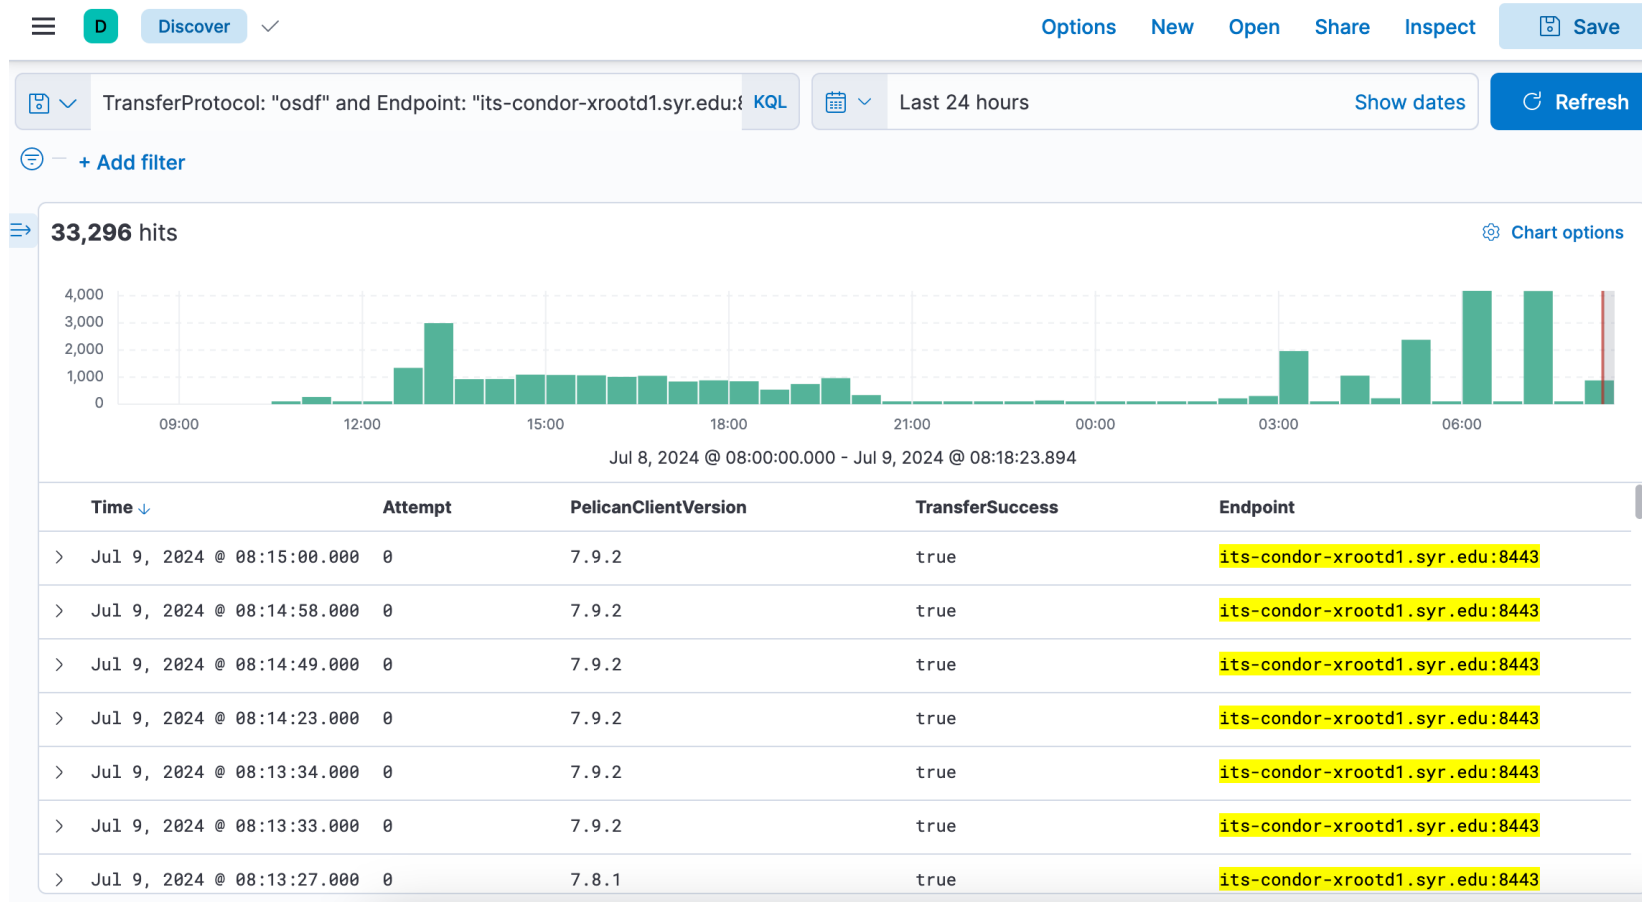 D Discover Options New Open Share Inspect Save
TransferProtocol: "osdf" and Endpoint: "its-condor-xrootd1.syr.edu:8 KQL Last 24 hours Show dates Refresh
+ Add filter
33,296 hits Chart options
4,000
3,000
2,000
1,000
0
09:00 12:00 15:00 18:00 21:00 00:00 03:00 06:00
Jul 8, 2024 @ 08:00:00.000 - Jul 9, 2024 @ 08:18:23.894
Time Attempt PelicanClientVersion TransferSuccess Endpoint
Jul 9, 2024 @ 08:15:00.000 0 7.9.2 true its-condor-xrootd1.syr.edu:8443
Jul 9, 2024 @ 08:14:58.000 0 7.9.2 true its-condor-xrootd1.syr.edu:8443
Jul 9, 2024 @ 08:14:49.000 0 7.9.2 true its-condor-xrootd1.syr.edu:8443
Jul 9, 2024 @ 08:14:23.000 0 7.9.2 true its-condor-xrootd1.syr.edu:8443
Jul 9, 2024 @ 08:13:34.000 0 7.9.2 true its-condor-xrootd1.syr.edu:8443
Jul 9, 2024 @ 08:13:33.000 0 7.9.2 true its-condor-xrootd1.syr.edu:8443
Jul 9, 2024 @ 08:13:27.000 0 7.8.1 true its-condor-xrootd1.syr.edu:8443